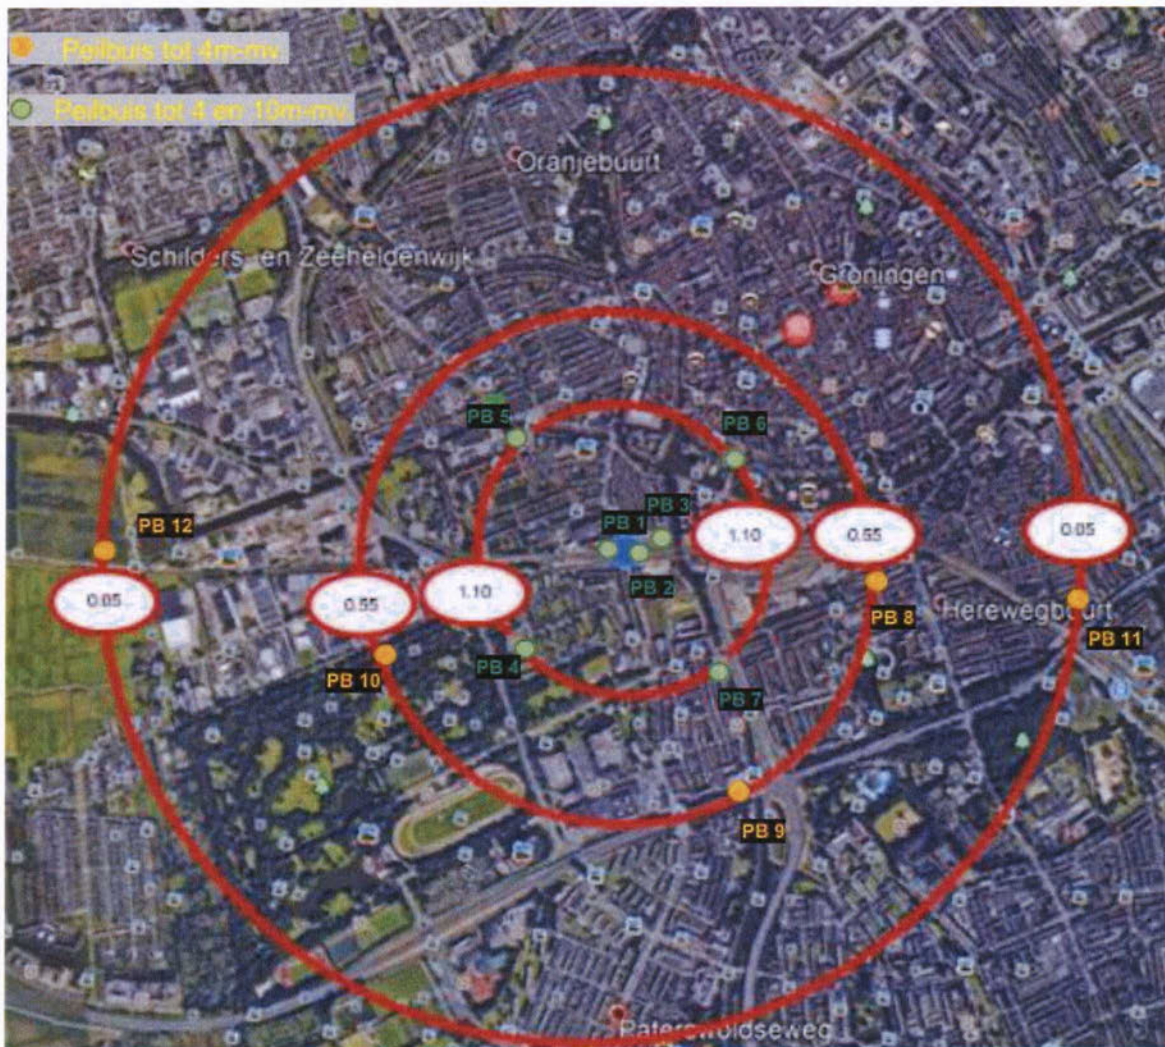 Peilbuis tot 4m-mv
Peilbuis tot 4 en 10m-mv.
Oranjebuurt
Schilders- en Zeeheldenwijk
Groningen
PB 5
PB 6
PB 3
PB 1
PB 12
1.10
0.55
0.05
PB 2
1.10
0.55
0.05
PB 8
Herewegbuurt
PB 11
PB 4
PB 10
PB 7
PB 9
Paterswoldseweg